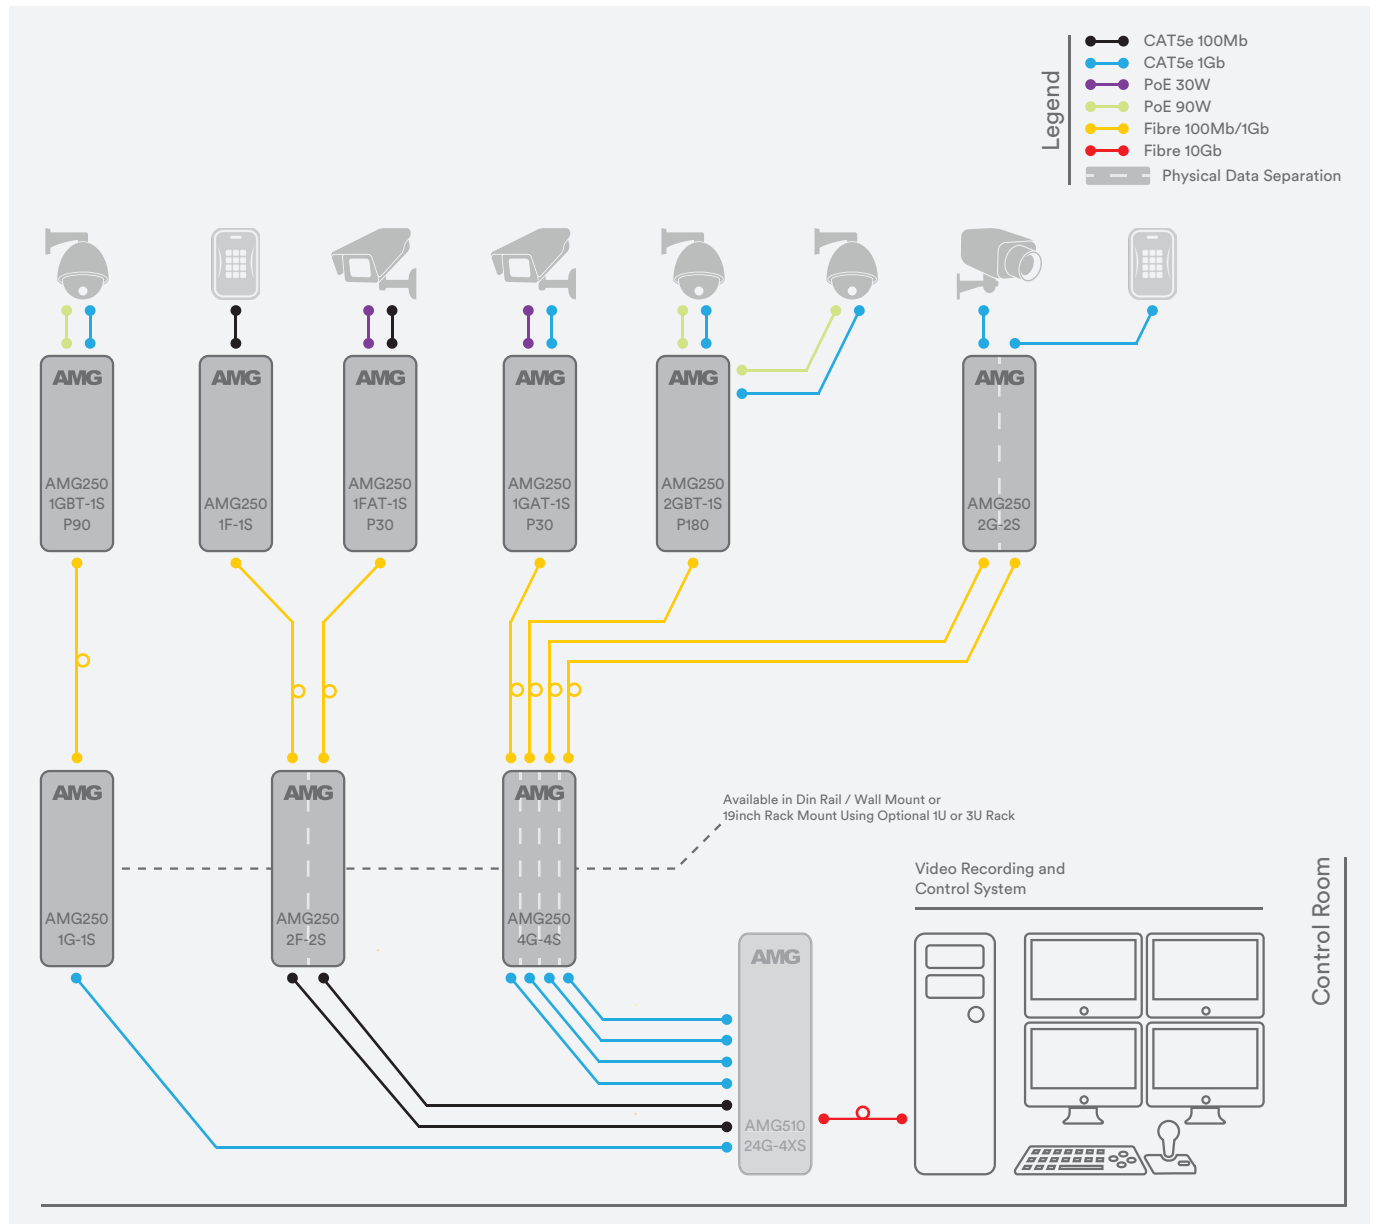 Legend
CAT5e 100Mb
CAT5e 1Gb
PoE 30W
PoE 90W
Fibre 100Mb/1Gb
Fibre 10Gb
Physical Data Separation
AMG
AMG250
1GBT-1S
P90
AMG
AMG250
1F-1S
AMG
AMG250
1FAT-1S
P30
AMG
AMG250
1GAT-1S
P30
AMG
AMG250
2GBT-1S
P180
AMG
AMG250
2G-2S
AMG
AMG250
1G-1S
AMG
AMG250
2F-2S
AMG
AMG250
4G-4S
Available in Din Rail / Wall Mount or
19inch Rack Mount Using Optional 1U or 3U Rack
Video Recording and
Control System
Control Room
AMG
AMG510
24G-4XS